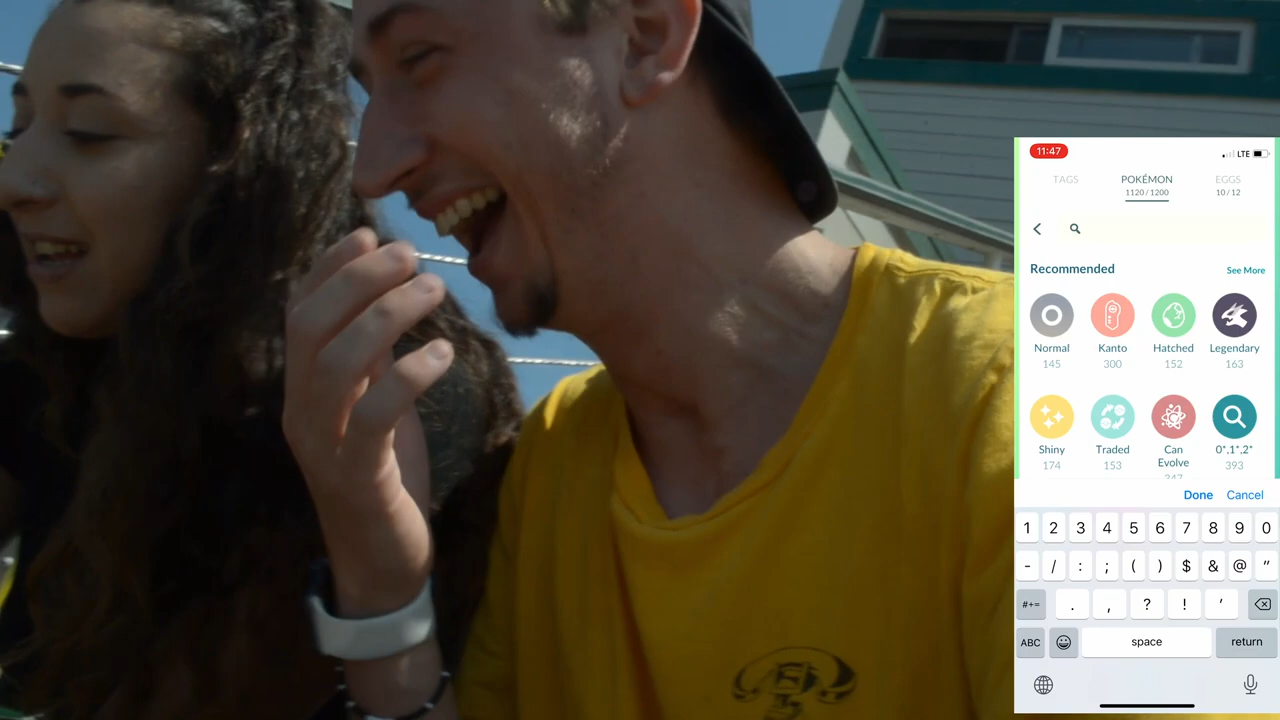 11:47
LTE
TAGS POKÉMON EGGS
1120 / 1200 10 / 12
Recommended See More
Normal Kanto Hatched Legendary
145 300 152 163
Shiny Traded Can Evolve 0*,1*,2*
174 153 347 393
Done Cancel
1 2 3 4 5 6 7 8 9 0
- / : ; ( ) $ & @ "
#+= . , ? ! ’
ABC space return